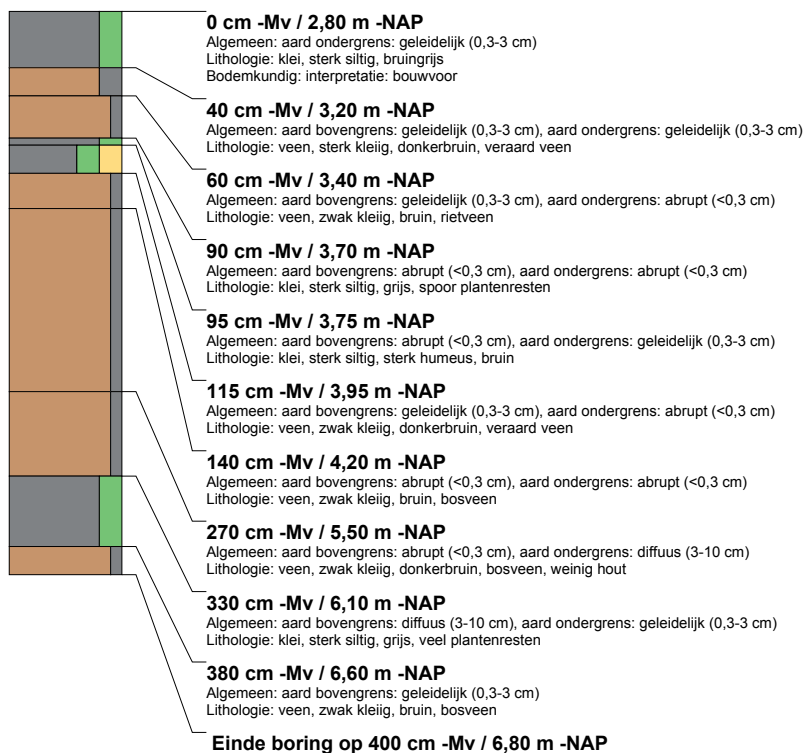 0 cm -Mv / 2,80 m -NAP
Algemeen: aard ondergrens: geleidelijk (0,3-3 cm)
Lithologie: klei, sterk siltig, bruingrijs
Bodemkundig: interpretatie: bouwvoor
40 cm -Mv / 3,20 m -NAP
Algemeen: aard bovengrens: geleidelijk (0,3-3 cm), aard ondergrens: geleidelijk (0,3-3 cm)
Lithologie: veen, sterk kleiig, donkerbruin, veraard veen
60 cm -Mv / 3,40 m -NAP
Algemeen: aard bovengrens: geleidelijk (0,3-3 cm), aard ondergrens: abrupt (<0,3 cm)
Lithologie: veen, zwak kleiig, bruin, rietveen
90 cm -Mv / 3,70 m -NAP
Algemeen: aard bovengrens: abrupt (<0,3 cm), aard ondergrens: abrupt (<0,3 cm)
Lithologie: klei, sterk siltig, grijs, spoor plantenresten
95 cm -Mv / 3,75 m -NAP
Algemeen: aard bovengrens: abrupt (<0,3 cm), aard ondergrens: geleidelijk (0,3-3 cm)
Lithologie: klei, sterk siltig, sterk humeus, bruin
115 cm -Mv / 3,95 m -NAP
Algemeen: aard bovengrens: geleidelijk (0,3-3 cm), aard ondergrens: abrupt (<0,3 cm)
Lithologie: veen, zwak kleiig, donkerbruin, veraard veen
140 cm -Mv / 4,20 m -NAP
Algemeen: aard bovengrens: abrupt (<0,3 cm), aard ondergrens: abrupt (<0,3 cm)
Lithologie: veen, zwak kleiig, bruin, bosveen
270 cm -Mv / 5,50 m -NAP
Algemeen: aard bovengrens: abrupt (<0,3 cm), aard ondergrens: diffuus (3-10 cm)
Lithologie: veen, zwak kleiig, donkerbruin, bosveen, weinig hout
330 cm -Mv / 6,10 m -NAP
Algemeen: aard bovengrens: diffuus (3-10 cm), aard ondergrens: geleidelijk (0,3-3 cm)
Lithologie: klei, sterk siltig, grijs, veel plantenresten
380 cm -Mv / 6,60 m -NAP
Algemeen: aard bovengrens: geleidelijk (0,3-3 cm)
Lithologie: veen, zwak kleiig, bruin, bosveen
Einde boring op 400 cm -Mv / 6,80 m -NAP